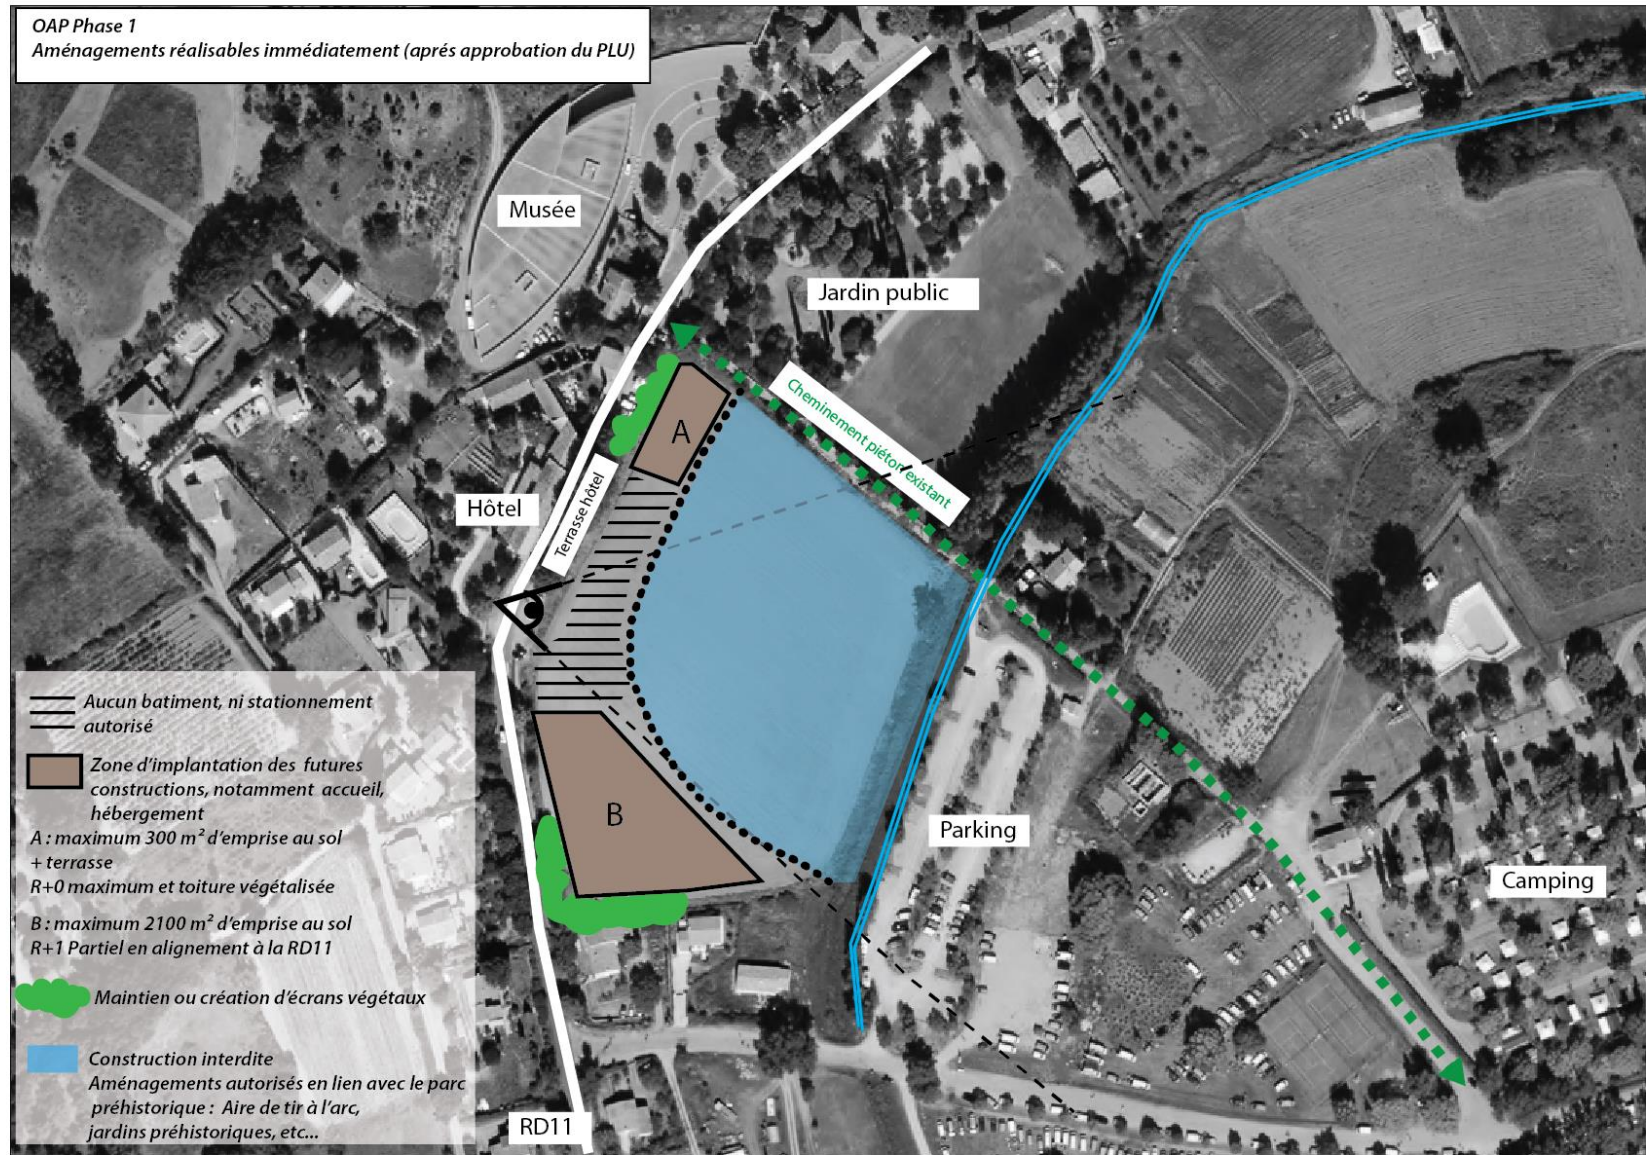 OAP Phase 1
Aménagements réalisables immédiatement (aprés approbation du PLU)
Musée
Jardin public
Cheminement piéton existant
A
Hôtel
Terrasse hôtel
B
Parking
Camping
RD11
Aucun batiment, ni stationnement
autorisé
Zone d'implantation des futures
constructions, notamment accueil,
hébergement
A : maximum 300 m² d'emprise au sol
+ terrasse
R+0 maximum et toiture végétalisée
B : maximum 2100 m² d'emprise au sol
R+1 Partiel en alignement à la RD11
Maintien ou création d'écrans végétaux
Construction interdite
Aménagements autorisés en lien avec le parc
préhistorique : Aire de tir à l'arc,
jardins préhistoriques, etc...